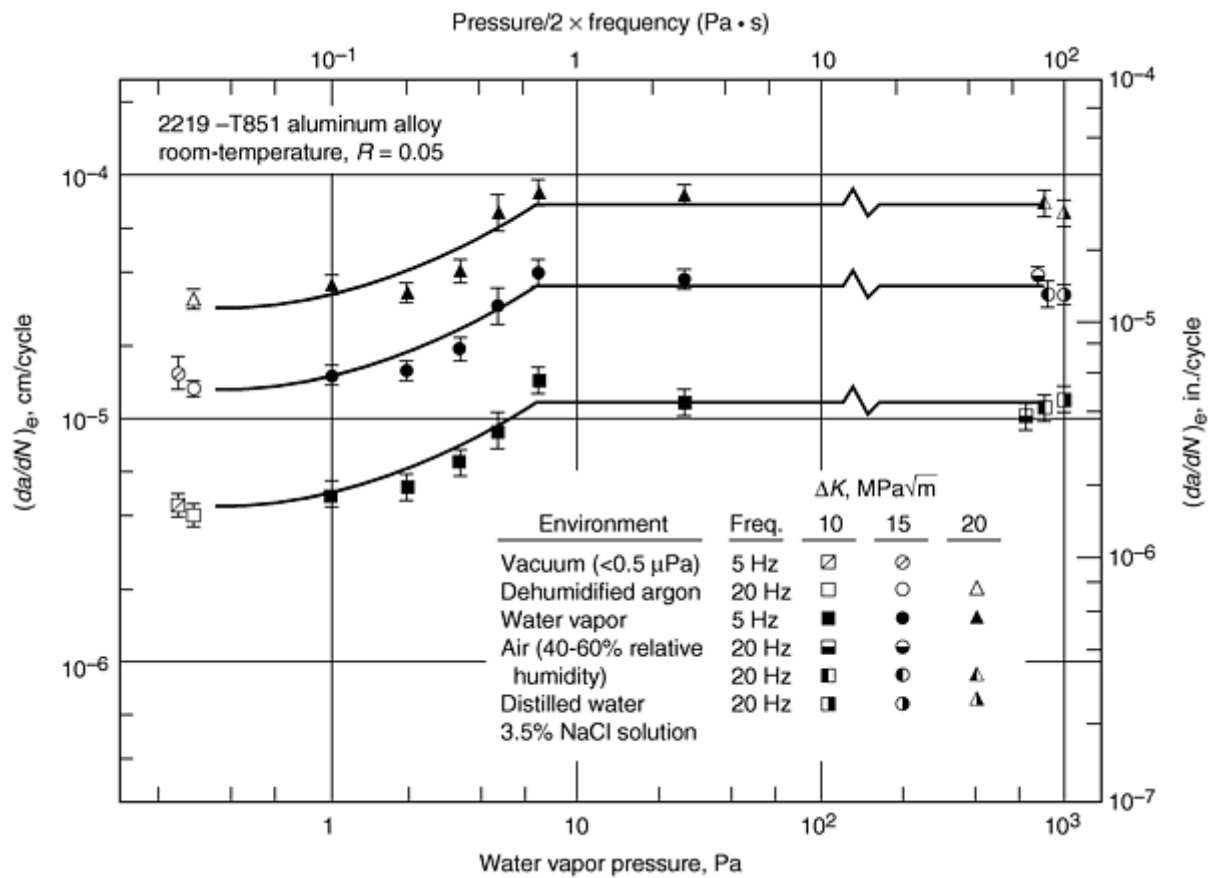 Pressure/2 × frequency (Pa • s)
10⁻¹ 1 10 10²
10⁻⁴
2219 –T851 aluminum alloy
room-temperature, R = 0.05
10⁻⁴
(da/dN)e, cm/cycle
10⁻⁵
(da/dN)e, in./cycle
10⁻⁵
ΔK, MPa√m
Environment Freq. 10 15 20
Vacuum (<0.5 μPa) 5 Hz
10⁻⁶
Dehumidified argon 20 Hz
Water vapor 5 Hz
Air (40-60% relative 20 Hz
10⁻⁶
humidity) 20 Hz
Distilled water 20 Hz
3.5% NaCl solution
10⁻⁷
1 10 10² 10³
Water vapor pressure, Pa